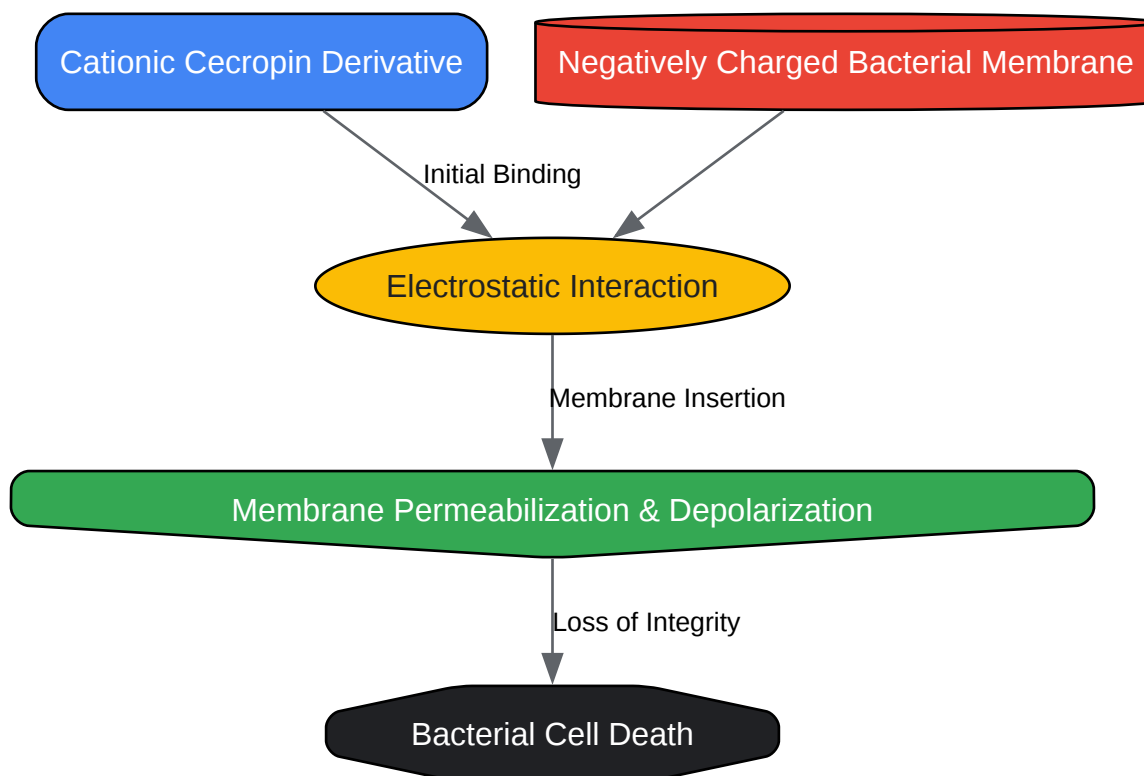 Cationic Cecropin Derivative
Negatively Charged Bacterial Membrane
Initial Binding
Electrostatic Interaction
Membrane Insertion
Membrane Permeabilization & Depolarization
Loss of Integrity
Bacterial Cell Death